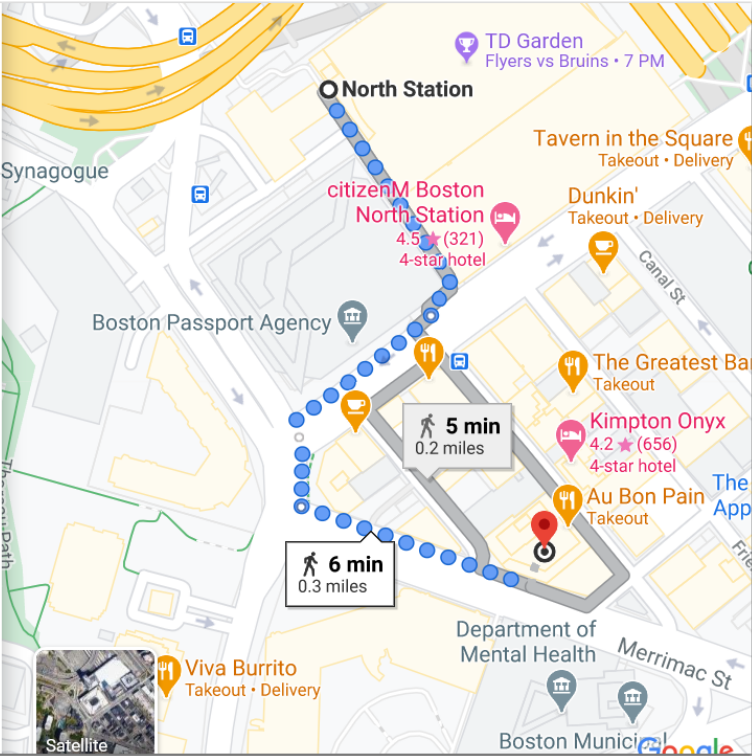 TD Garden
Flyers vs Bruins • 7 PM
North Station
Tavern in the Square
Takeout • Delivery
Synagogue
citizenM Boston
North Station
4.5 ★ (321)
4-star hotel
Dunkin'
Takeout • Delivery
Canal St
Boston Passport Agency
The Greatest Ba
Takeout
5 min
0.2 miles
Kimpton Onyx
4.2 ★ (656)
4-star hotel
The
App
Au Bon Pain
Takeout
Frie
6 min
0.3 miles
Department of
Mental Health
Merrimac St
Viva Burrito
Takeout • Delivery
Boston Municipal
Satellite
Google